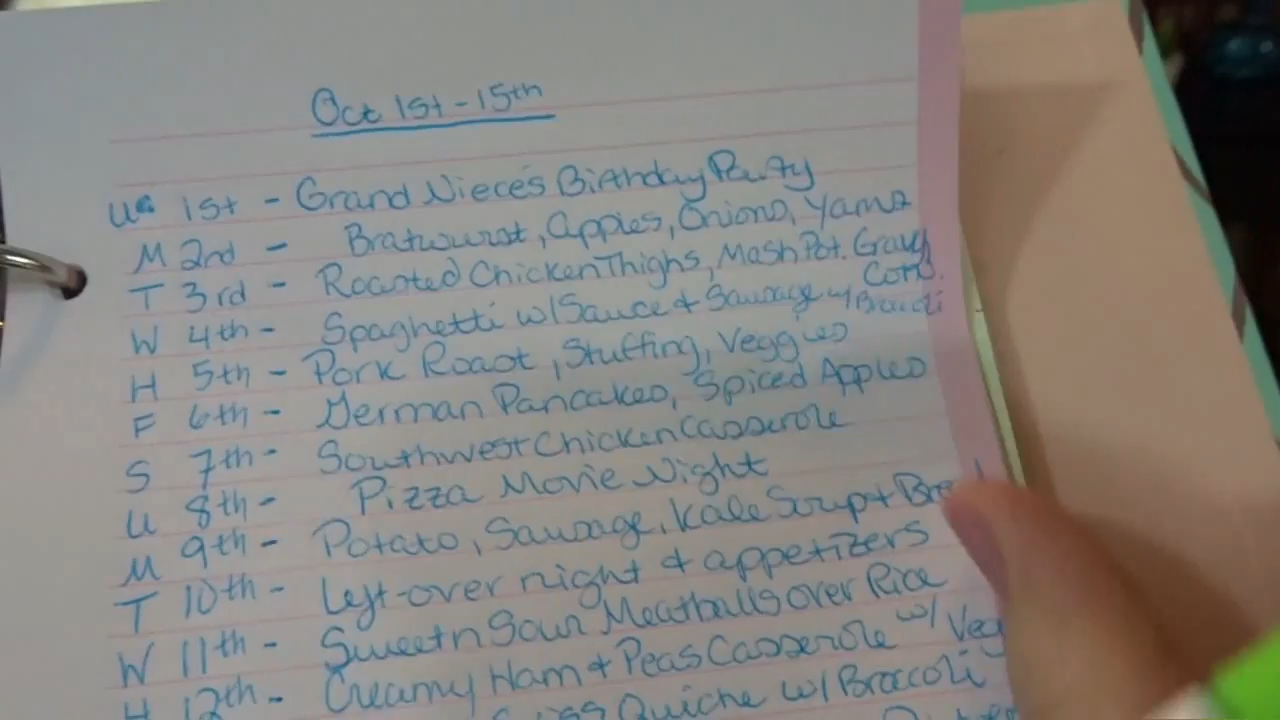 Oct 1st - 15th
U 1st - Grand Niece's Birthday Party
M 2nd - Bratwurst, Apples, Onions, Yams
T 3rd - Roasted Chicken Thighs, Mash Pot. Gravy
Corn.
W 4th - Spaghetti w/Sauce + Sausage w/ Brocoli
H 5th - Pork Roast, Stuffing, Veggies
F 6th - German Pancakes, Spiced Apples
S 7th - Southwest Chicken Casserole
U 8th - Pizza Movie Night
M 9th - Potato, Sausage, Kale Soup +
T 10th - Left-over night + appetizers
W 11th - Sweet n Sour Meatballs over Rice
H 12th - Creamy Ham + Peas Casserole w/ Veg
Quiche w/ Broccoli